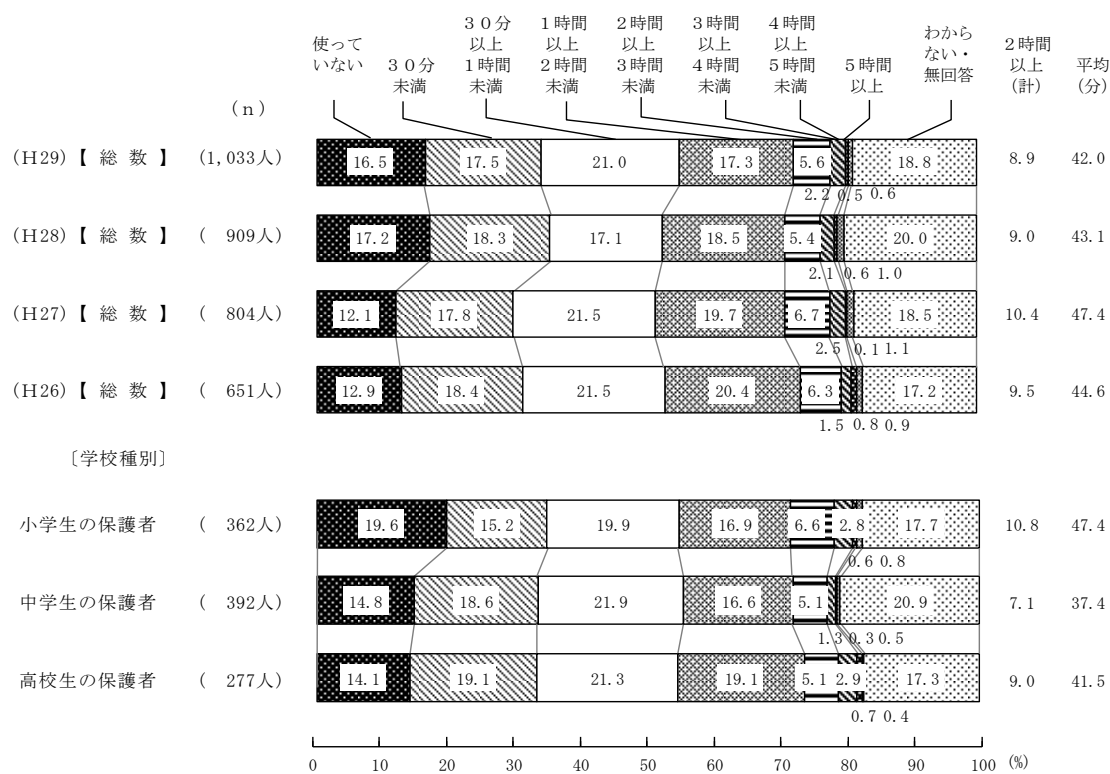 使って
いない
３０分
未満
３０分
以上
１時間
未満
１時間
以上
２時間
未満
２時間
以上
３時間
未満
３時間
以上
４時間
未満
４時間
以上
５時間
未満
５時間
以上
わから
ない・
無回答
２時間
以上
(計)
平均
(分)
(ｎ)
(H29)【 総 数 】 (1,033人) 16.5 17.5 21.0 17.3 5.6 18.8 8.9 42.0
2.2 0.5 0.6
(H28)【 総 数 】 ( 909人) 17.2 18.3 17.1 18.5 5.4 20.0 9.0 43.1
2.1 0.6 1.0
(H27)【 総 数 】 ( 804人) 12.1 17.8 21.5 19.7 6.7 18.5 10.4 47.4
2.5 0.1 1.1
(H26)【 総 数 】 ( 651人) 12.9 18.4 21.5 20.4 6.3 17.2 9.5 44.6
1.5 0.8 0.9
〔学校種別〕
小学生の保護者 ( 362人) 19.6 15.2 19.9 16.9 6.6 2.8 17.7 10.8 47.4
0.6 0.8
中学生の保護者 ( 392人) 14.8 18.6 21.9 16.6 5.1 20.9 7.1 37.4
1.3 0.3 0.5
高校生の保護者 ( 277人) 14.1 19.1 21.3 19.1 5.1 2.9 17.3 9.0 41.5
0.7 0.4
0 10 20 30 40 50 60 70 80 90 100 (%)